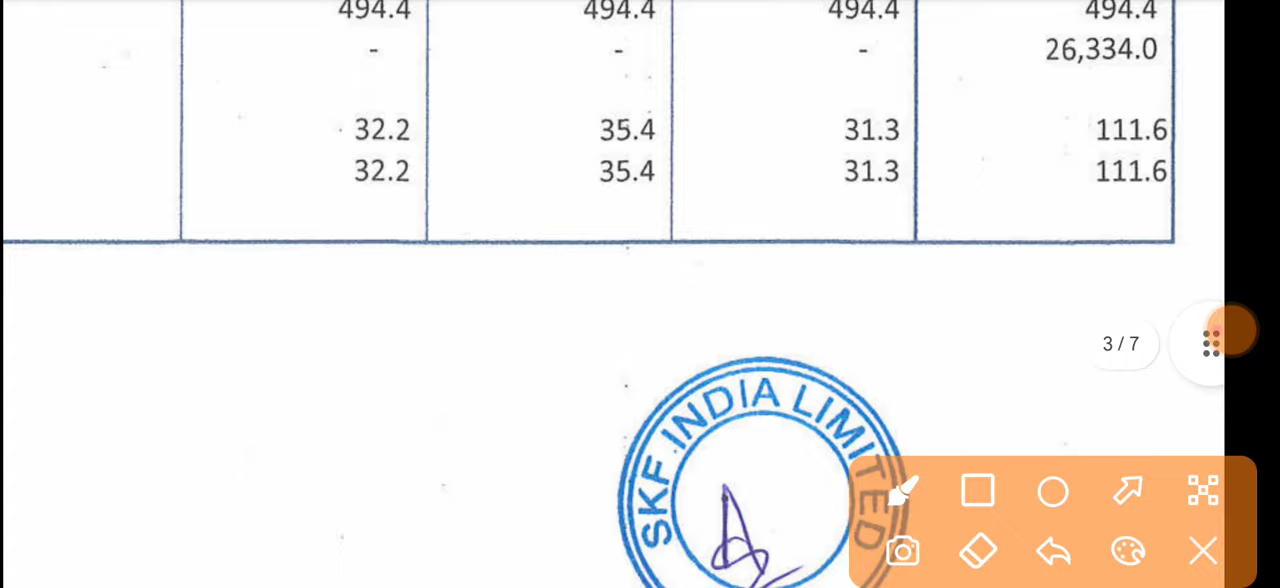 494.4 494.4 494.4 494.4
- - - 26,334.0
32.2 35.4 31.3 111.6
32.2 35.4 31.3 111.6
3 / 7
SKF INDIA LIMITED